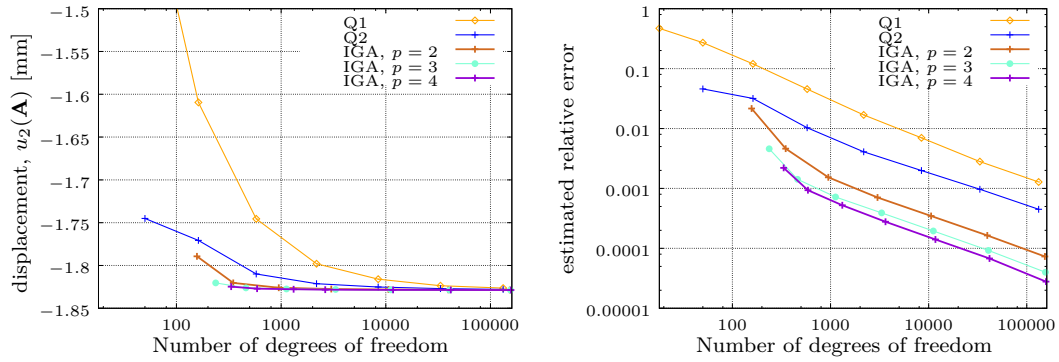 −1.5
−1.55
−1.6
−1.65
−1.7
−1.75
−1.8
−1.85
100
1000
10000
100000
displacement, u₂(A) [mm]
Number of degrees of freedom
Q1
Q2
IGA, p = 2
IGA, p = 3
IGA, p = 4
1
0.1
0.01
0.001
0.0001
0.00001
100
1000
10000
100000
estimated relative error
Number of degrees of freedom
Q1
Q2
IGA, p = 2
IGA, p = 3
IGA, p = 4